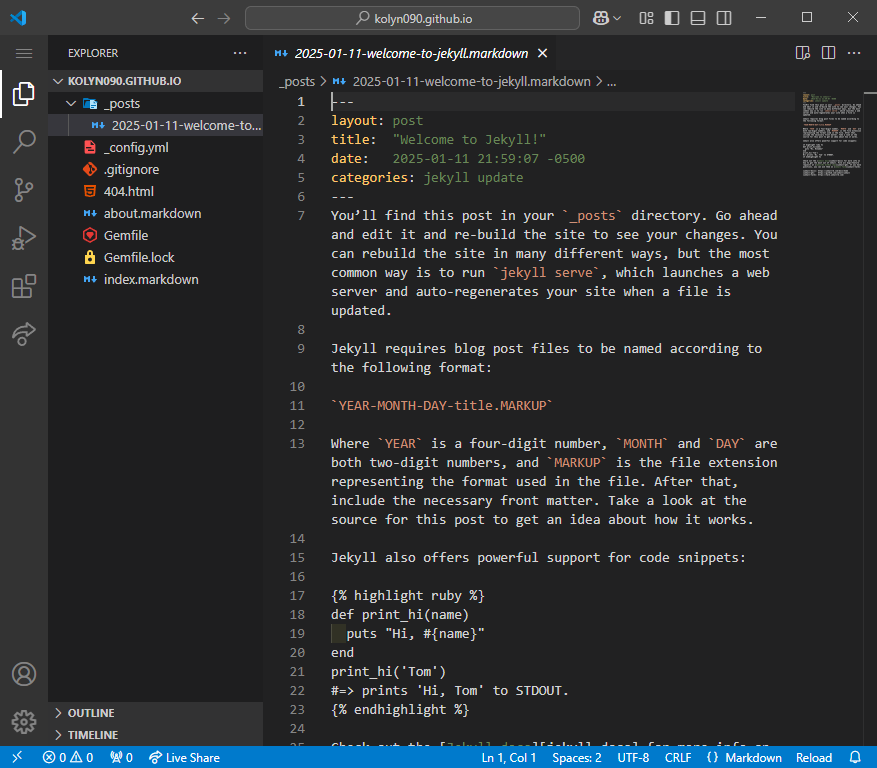 kolyn090.github.io
EXPLORER
KOLYN090.GITHUB.IO
_posts
2025-01-11-welcome-to...
_config.yml
.gitignore
404.html
about.markdown
Gemfile
Gemfile.lock
index.markdown
OUTLINE
TIMELINE
2025-01-11-welcome-to-jekyll.markdown
_posts > 2025-01-11-welcome-to-jekyll.markdown > ...
1 ---
2 layout: post
3 title:  "Welcome to Jekyll!"
4 date:   2025-01-11 21:59:07 -0500
5 categories: jekyll update
6 ---
7 You’ll find this post in your `_posts` directory. Go ahead
and edit it and re-build the site to see your changes. You
can rebuild the site in many different ways, but the most
common way is to run `jekyll serve`, which launches a web
server and auto-regenerates your site when a file is
updated.
8
9 Jekyll requires blog post files to be named according to
the following format:
10
11 `YEAR-MONTH-DAY-title.MARKUP`
12
13 Where `YEAR` is a four-digit number, `MONTH` and `DAY` are
both two-digit numbers, and `MARKUP` is the file extension
representing the format used in the file. After that,
include the necessary front matter. Take a look at the
source for this post to get an idea about how it works.
14
15 Jekyll also offers powerful support for code snippets:
16
17 {% highlight ruby %}
18 def print_hi(name)
19   puts "Hi, #{name}"
20 end
21 print_hi('Tom')
22 #=> prints 'Hi, Tom' to STDOUT.
23 {% endhighlight %}
24
25 Check out the [Jekyll docs][jekyll-docs] for more info on
0 0 0 Live Share Ln 1, Col 1 Spaces: 2 UTF-8 CRLF {} Markdown Reload